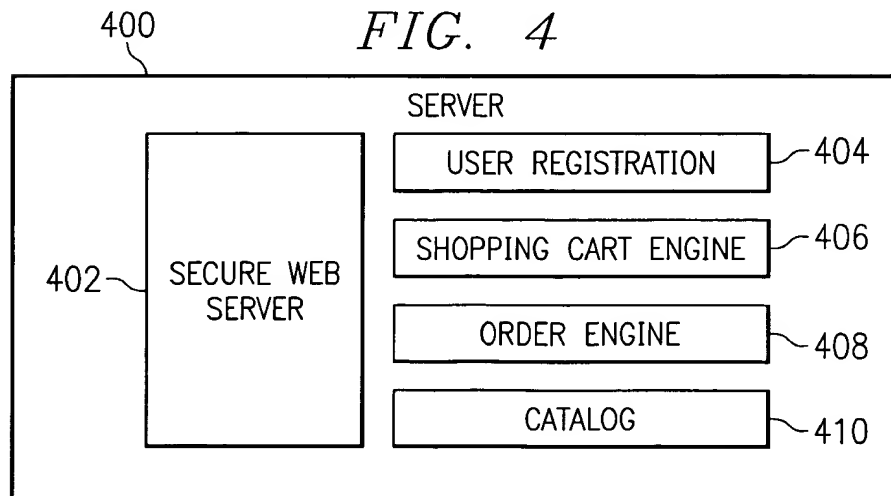 FIG. 4
400
SERVER
402
SECURE WEB
SERVER
USER REGISTRATION
404
SHOPPING CART ENGINE
406
ORDER ENGINE
408
CATALOG
410